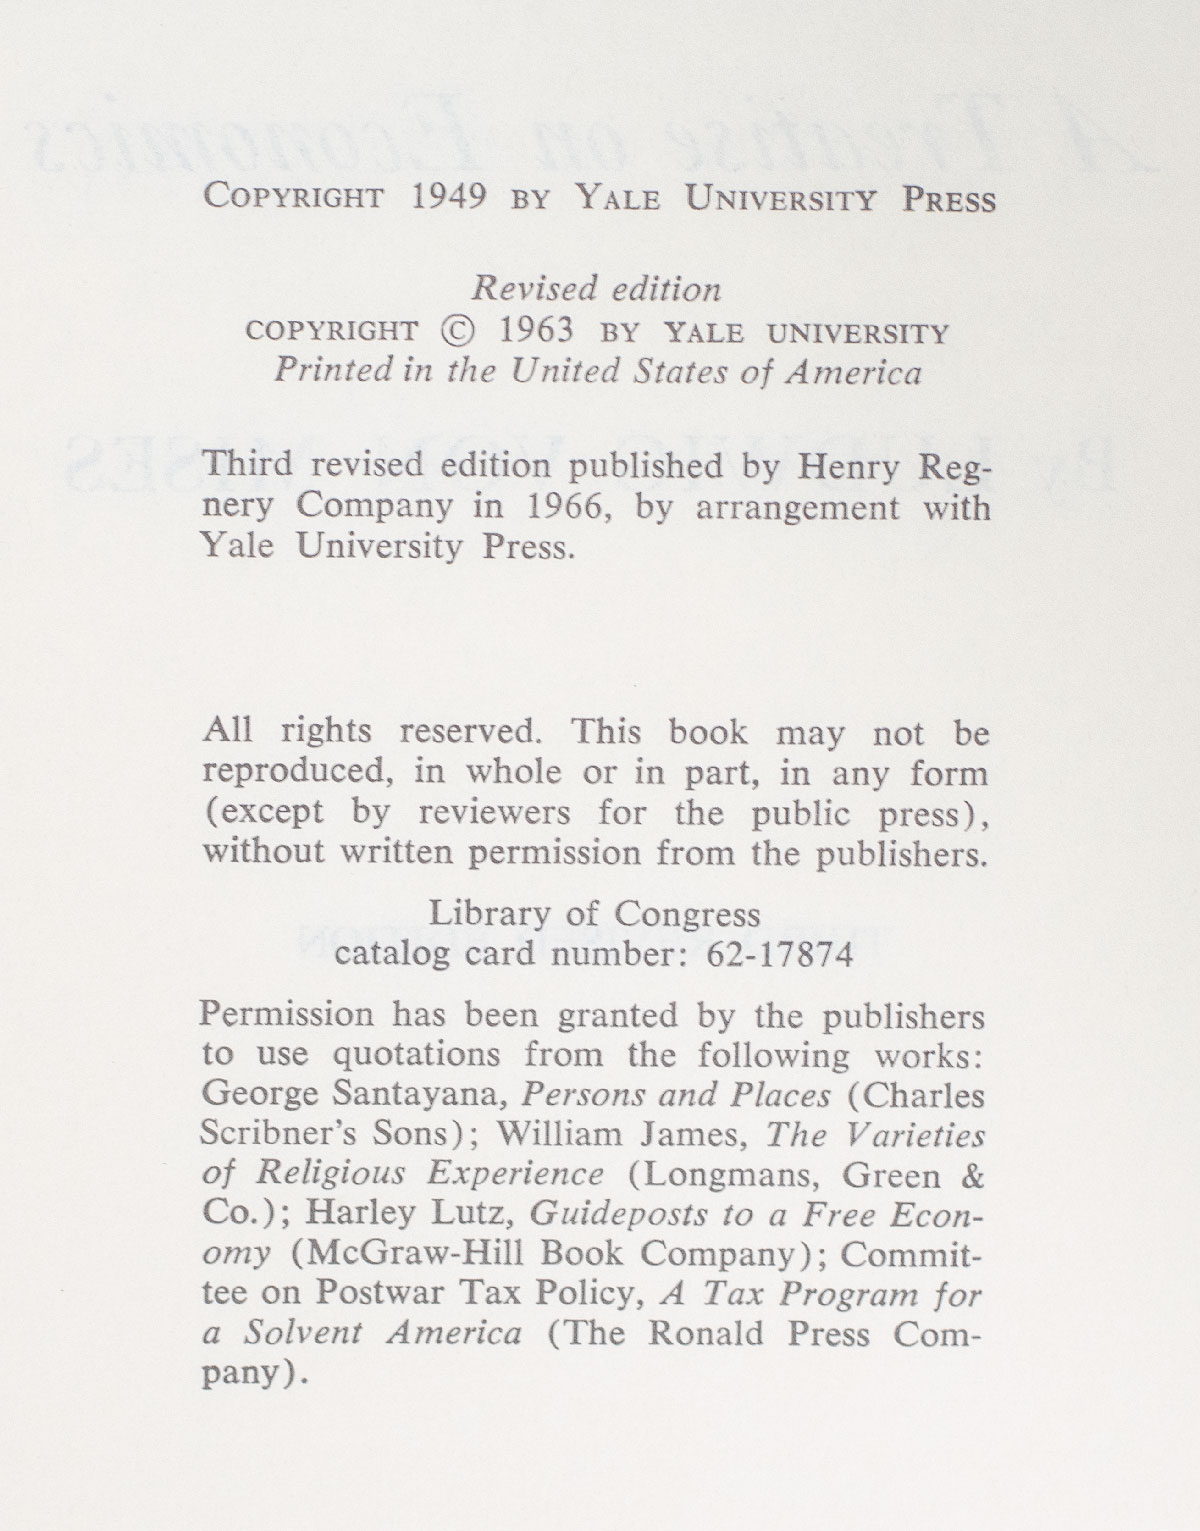 COPYRIGHT 1949 BY YALE UNIVERSITY PRESS
Revised edition
COPYRIGHT © 1963 BY YALE UNIVERSITY
Printed in the United States of America
Third revised edition published by Henry Reg-
nery Company in 1966, by arrangement with
Yale University Press.
All rights reserved. This book may not be
reproduced, in whole or in part, in any form
(except by reviewers for the public press),
without written permission from the publishers.
Library of Congress
catalog card number: 62-17874
Permission has been granted by the publishers
to use quotations from the following works:
George Santayana, Persons and Places (Charles
Scribner's Sons); William James, The Varieties
of Religious Experience (Longmans, Green &
Co.); Harley Lutz, Guideposts to a Free Econ-
omy (McGraw-Hill Book Company); Commit-
tee on Postwar Tax Policy, A Tax Program for
a Solvent America (The Ronald Press Com-
pany).